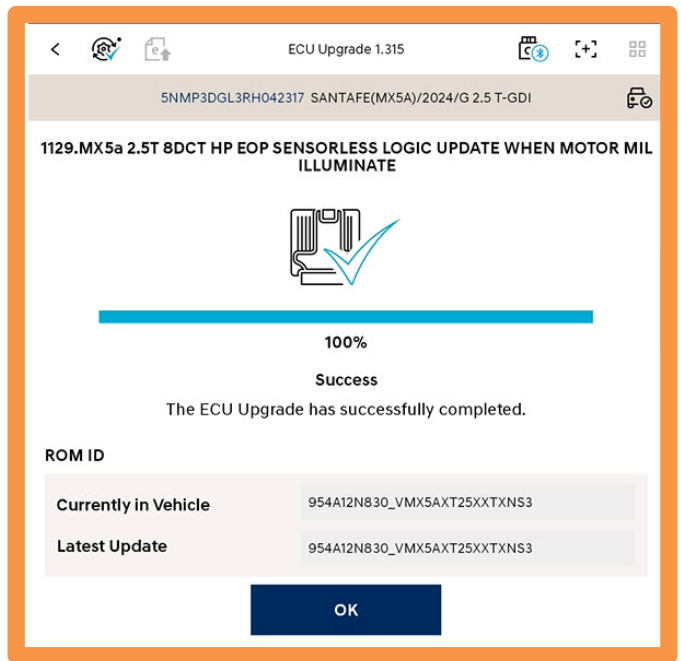 ECU Upgrade 1.315
5NMP3DGL3RH042317 SANTAFE(MX5A)/2024/G 2.5 T-GDI
1129.MX5a 2.5T 8DCT HP EOP SENSORLESS LOGIC UPDATE WHEN MOTOR MIL
ILLUMINATE
100%
Success
The ECU Upgrade has successfully completed.
ROM ID
Currently in Vehicle 954A12N830_VMX5AXT25XXTXNS3
Latest Update 954A12N830_VMX5AXT25XXTXNS3
OK